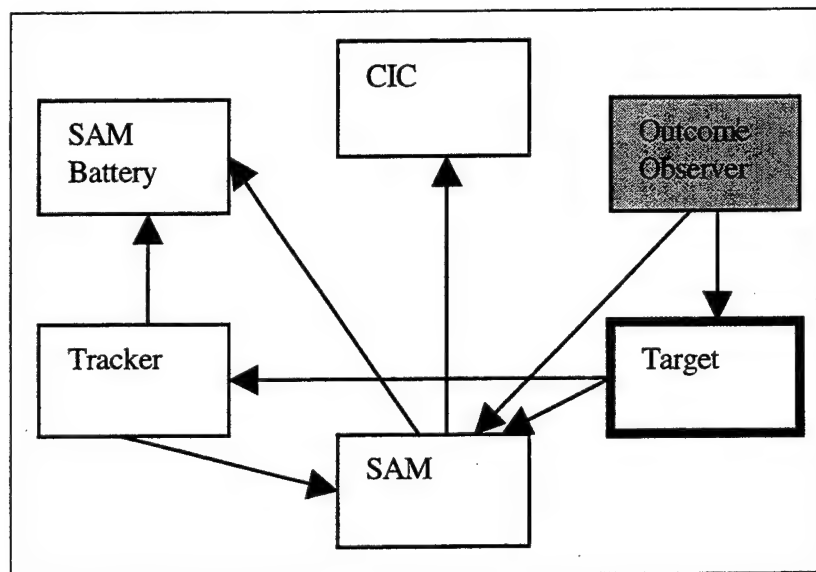 CIC
SAM
Battery
Outcome
Observer
Tracker
Target
SAM